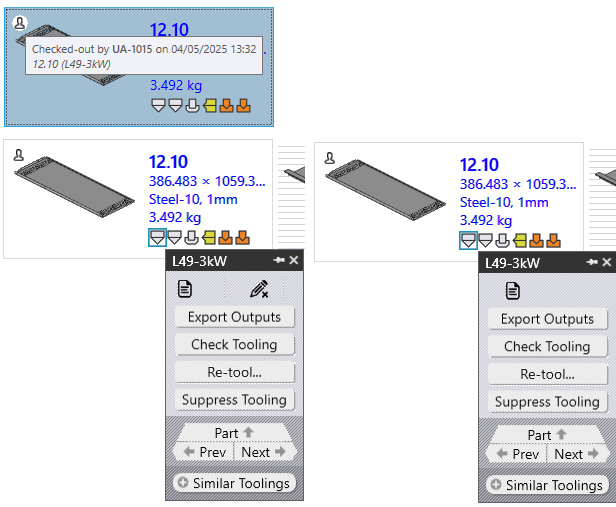 12.10
Checked-out by UA-1015 on 04/05/2025 13:32
12.10 (L49-3kW)
3.492 kg
12.10
386.483 × 1059.3...
Steel-10, 1mm
3.492 kg
L49-3kW
Export Outputs
Check Tooling
Re-tool...
Suppress Tooling
Part
Prev Next
Similar Toolings
12.10
386.483 × 1059.3...
Steel-10, 1mm
3.492 kg
L49-3kW
Export Outputs
Check Tooling
Re-tool...
Suppress Tooling
Part
Prev Next
Similar Toolings